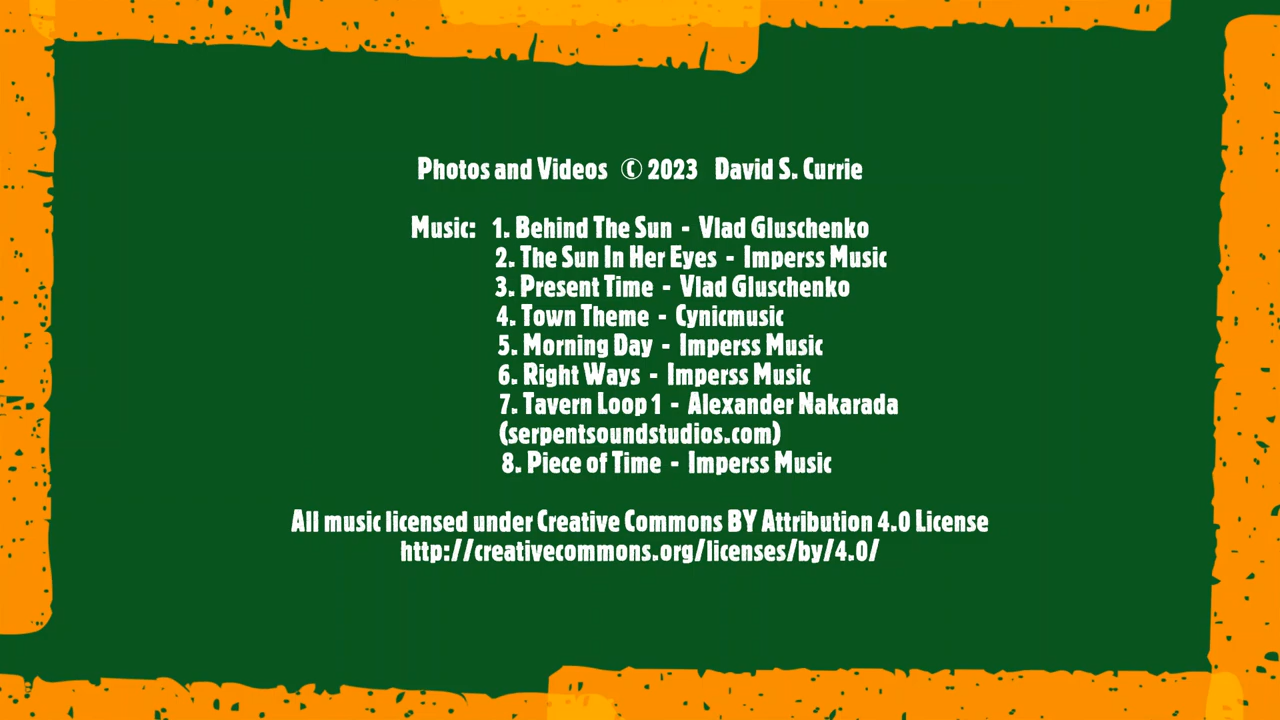 Photos and Videos © 2023 David S. Currie
Music: 1. Behind The Sun - Vlad Gluschenko
2. The Sun In Her Eyes - Imperss Music
3. Present Time - Vlad Gluschenko
4. Town Theme - Cynicmusic
5. Morning Day - Imperss Music
6. Right Ways - Imperss Music
7. Tavern Loop 1 - Alexander Nakarada
(serpentsoundstudios.com)
8. Piece of Time - Imperss Music
All music licensed under Creative Commons BY Attribution 4.0 License
http://creativecommons.org/licenses/by/4.0/